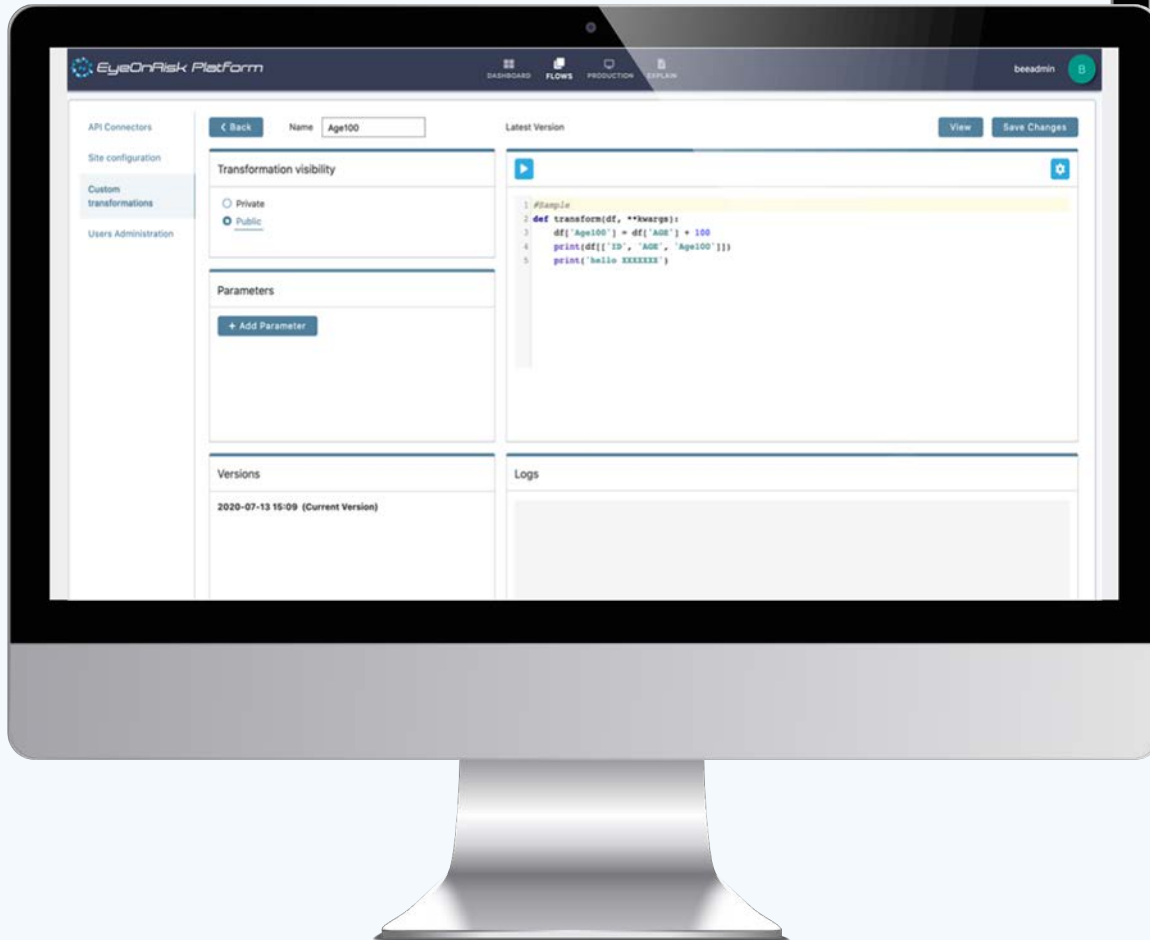 EyeOnRisk Platform
DASHBOARD FLOWS PRODUCTION EXPLAIN
beeadmin B
API Connectors
Site configuration
Custom
transformations
Users Administration
Back Name Age100 Latest Version View Save Changes
Transformation visibility
Private
Public
1 #Sample
2 def transform(df, **kwargs):
3 df['Age100'] = df['AGE'] + 100
4 print(df[['ID', 'AGE', 'Age100']])
5 print('hello XXXXXXX')
Parameters
+ Add Parameter
Versions
2020-07-13 15:09 (Current Version)
Logs